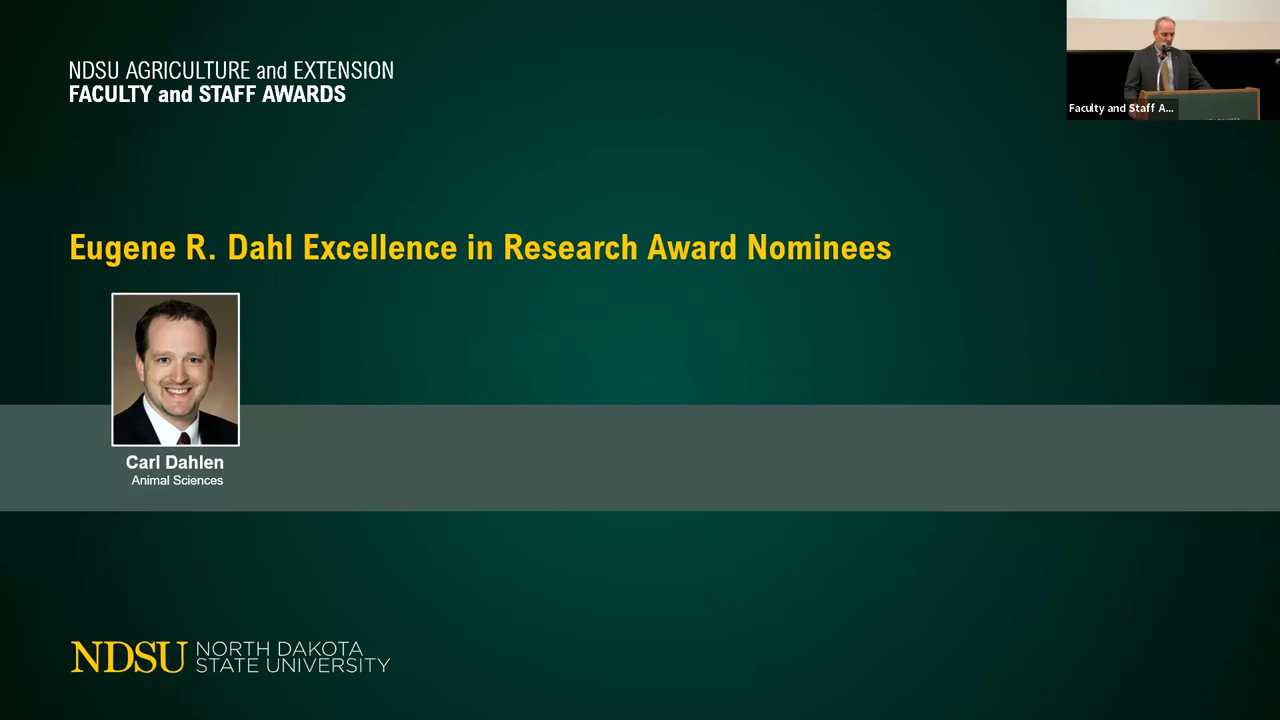 NDSU AGRICULTURE and EXTENSION
FACULTY and STAFF AWARDS
Faculty and Staff A...
Eugene R. Dahl Excellence in Research Award Nominees
Carl Dahlen
Animal Sciences
NDSU NORTH DAKOTA
STATE UNIVERSITY